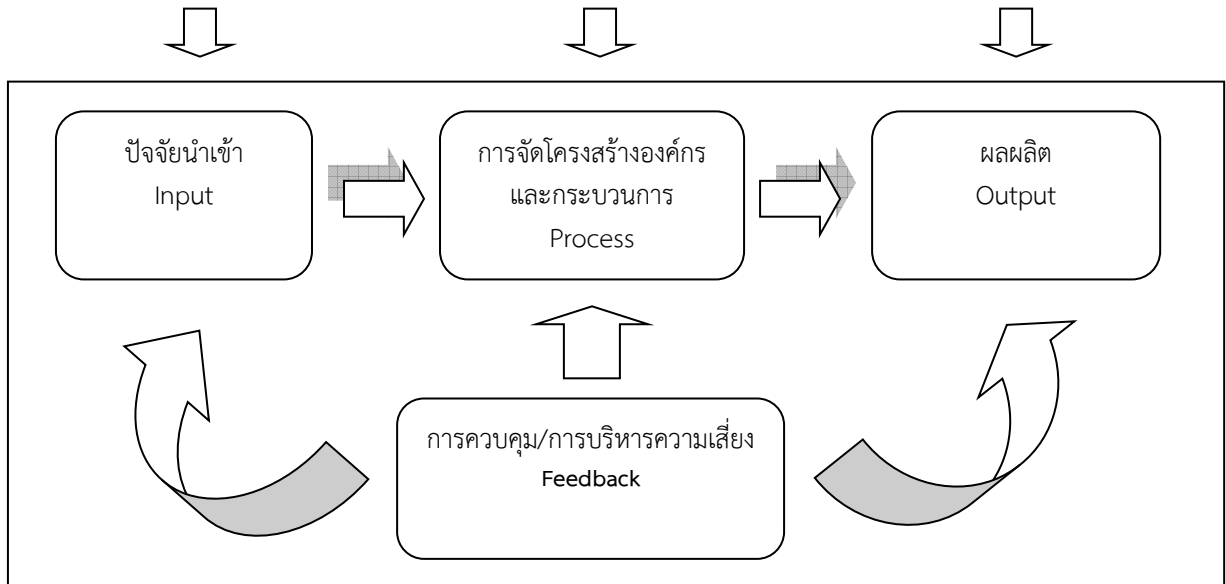 ปัจจัยนำเข้า
Input
การจัดโครงสร้างองค์กร
และกระบวนการ
Process
ผลผลิต
Output
การควบคุม/การบริหารความเสี่ยง
Feedback